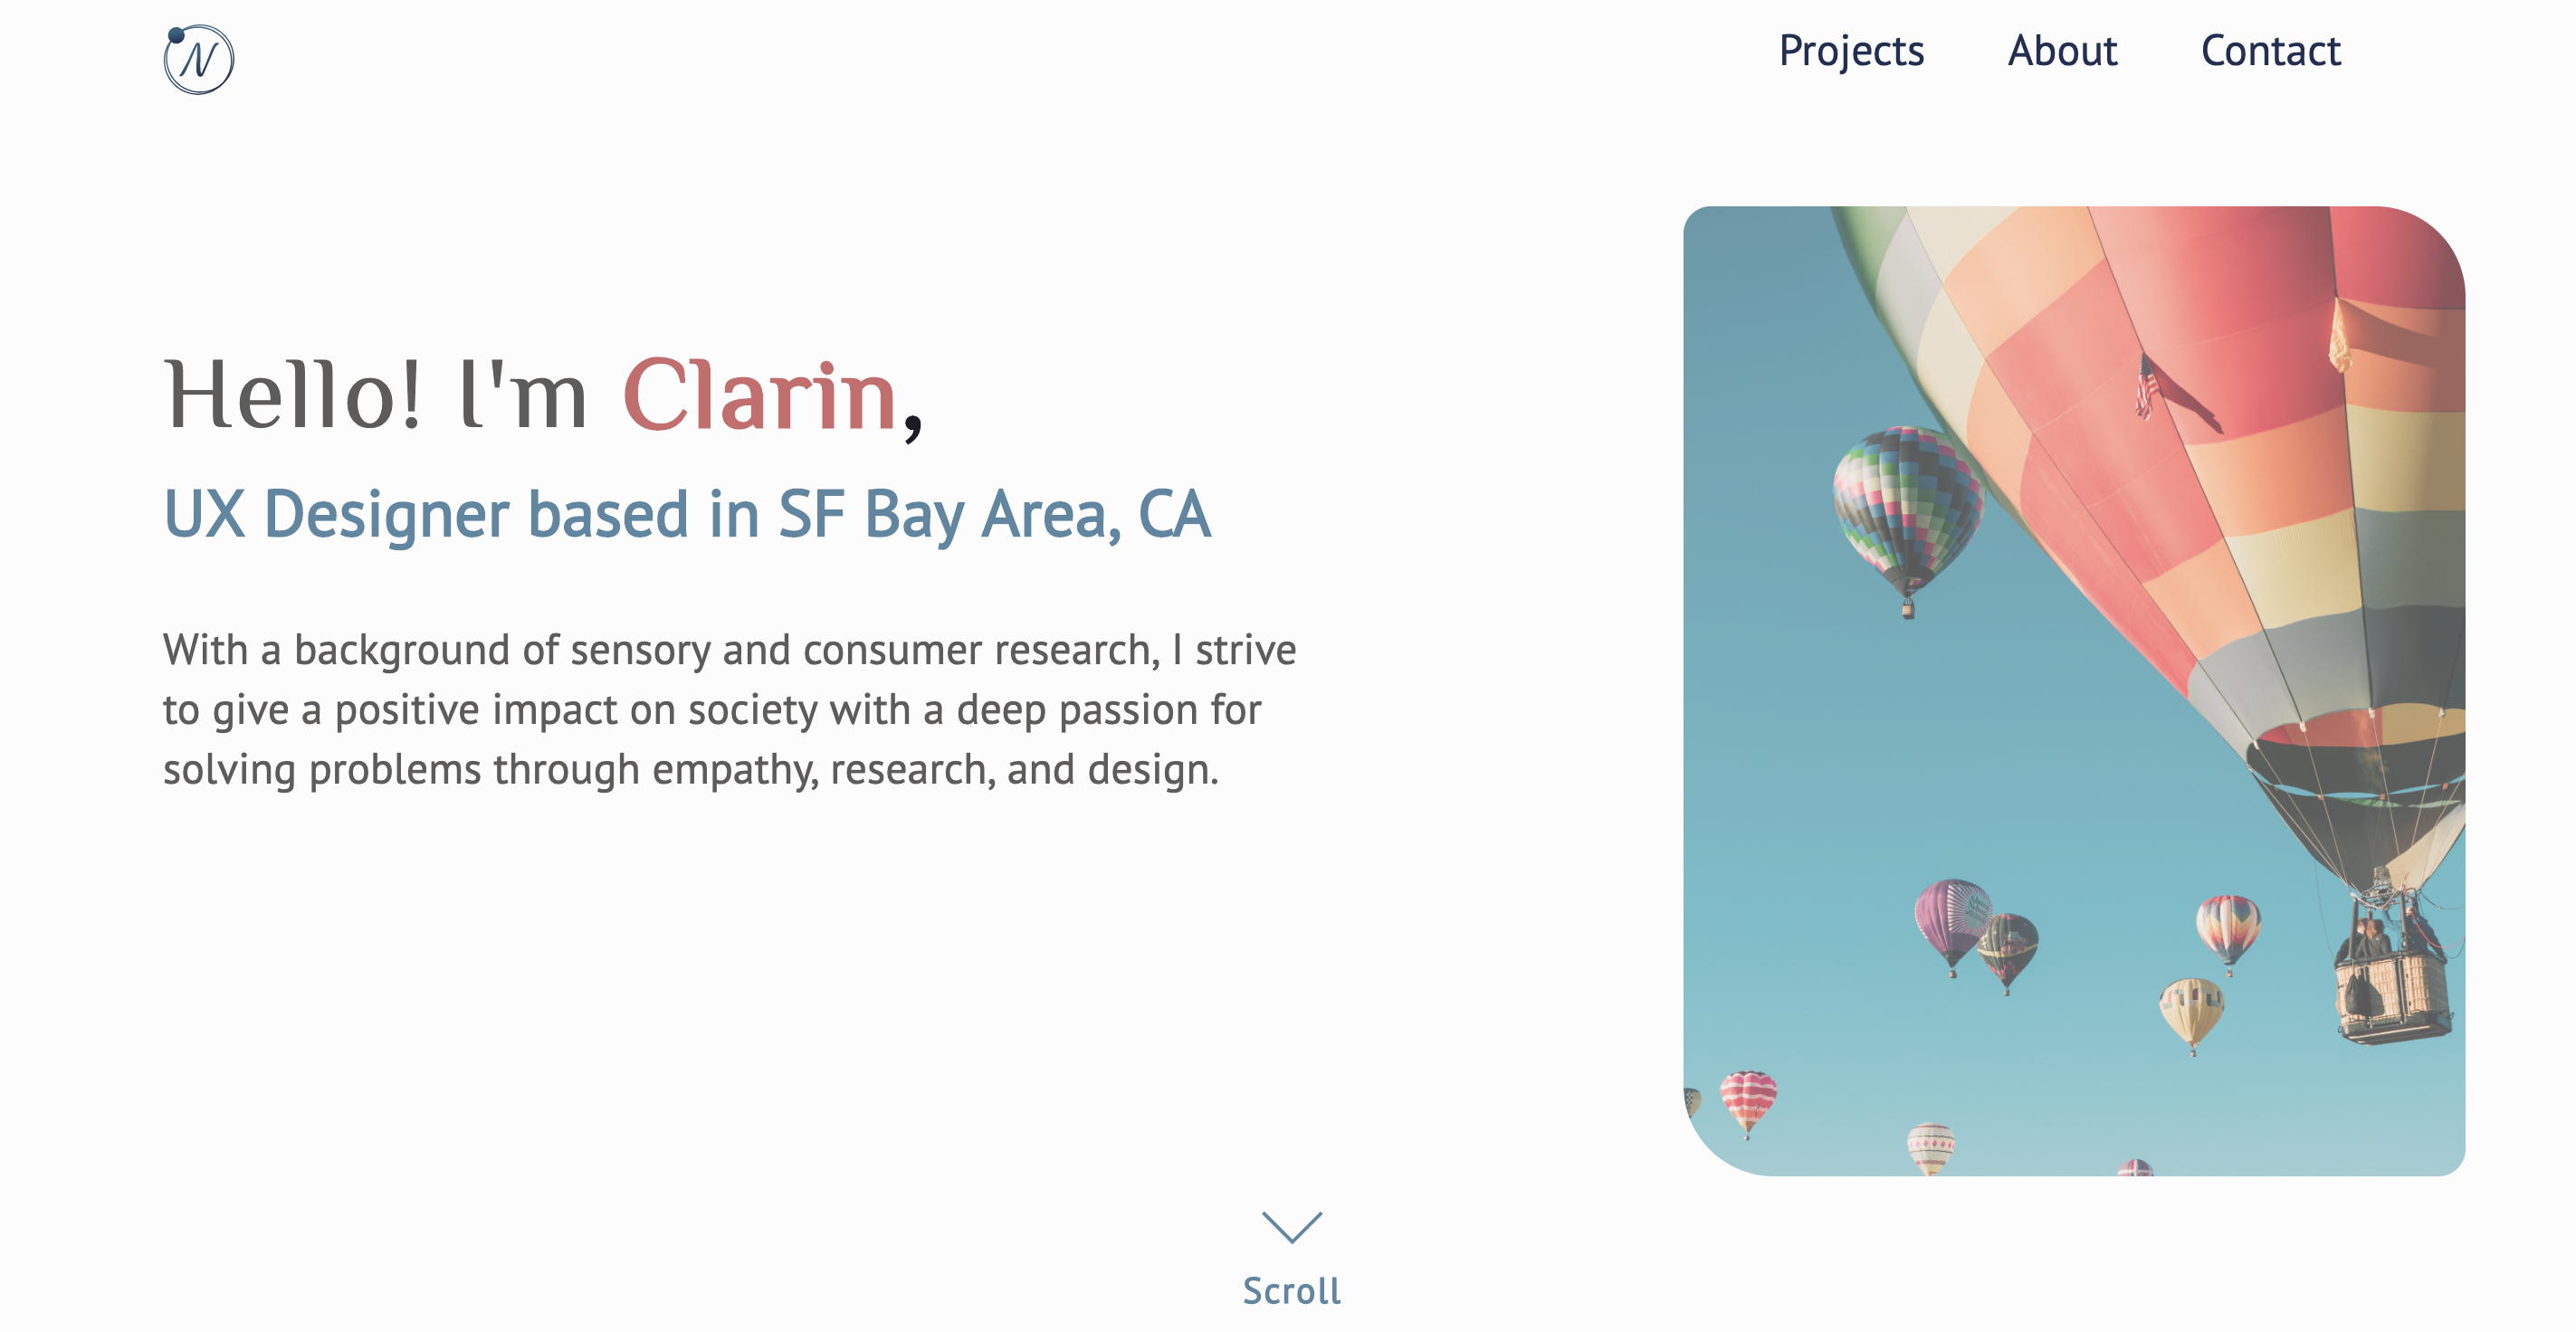 N
Projects About Contact
Hello! I'm Clarin,
UX Designer based in SF Bay Area, CA
With a background of sensory and consumer research, I strive
to give a positive impact on society with a deep passion for
solving problems through empathy, research, and design.
Scroll